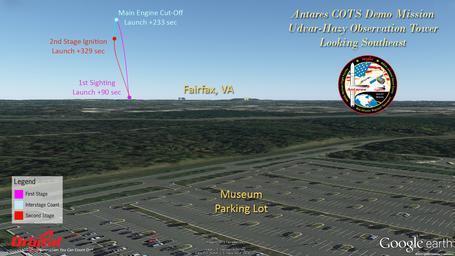 Main Engine Cut-Off
Launch +233 sec
2nd Stage Ignition
Launch +329 sec
1st Sighting
Launch +90 sec
Antares COTS Demo Mission
Udvar-Hazy Observation Tower
Looking Southeast
Antares
Fairfax, VA
Legend
First Stage
Interstage Coast
Second Stage
Museum
Parking Lot
Orbital
Google earth